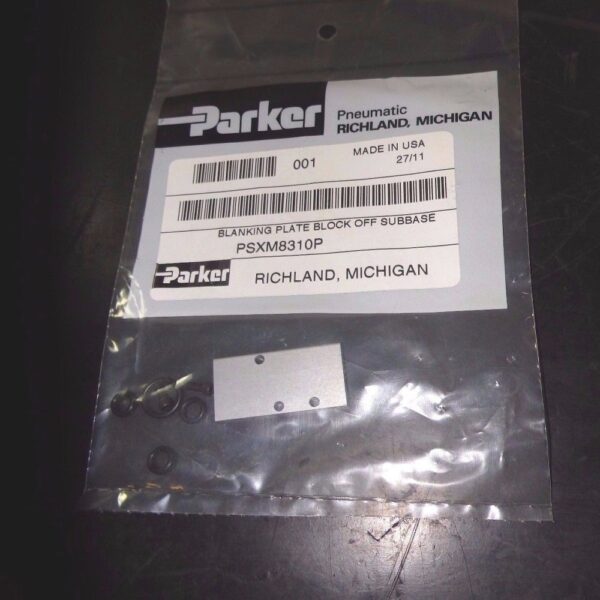 Parker
Pneumatic
RICHLAND, MICHIGAN
001
MADE IN USA
27/11
BLANKING PLATE BLOCK OFF SUBBASE
PSXM8310P
Parker
RICHLAND, MICHIGAN